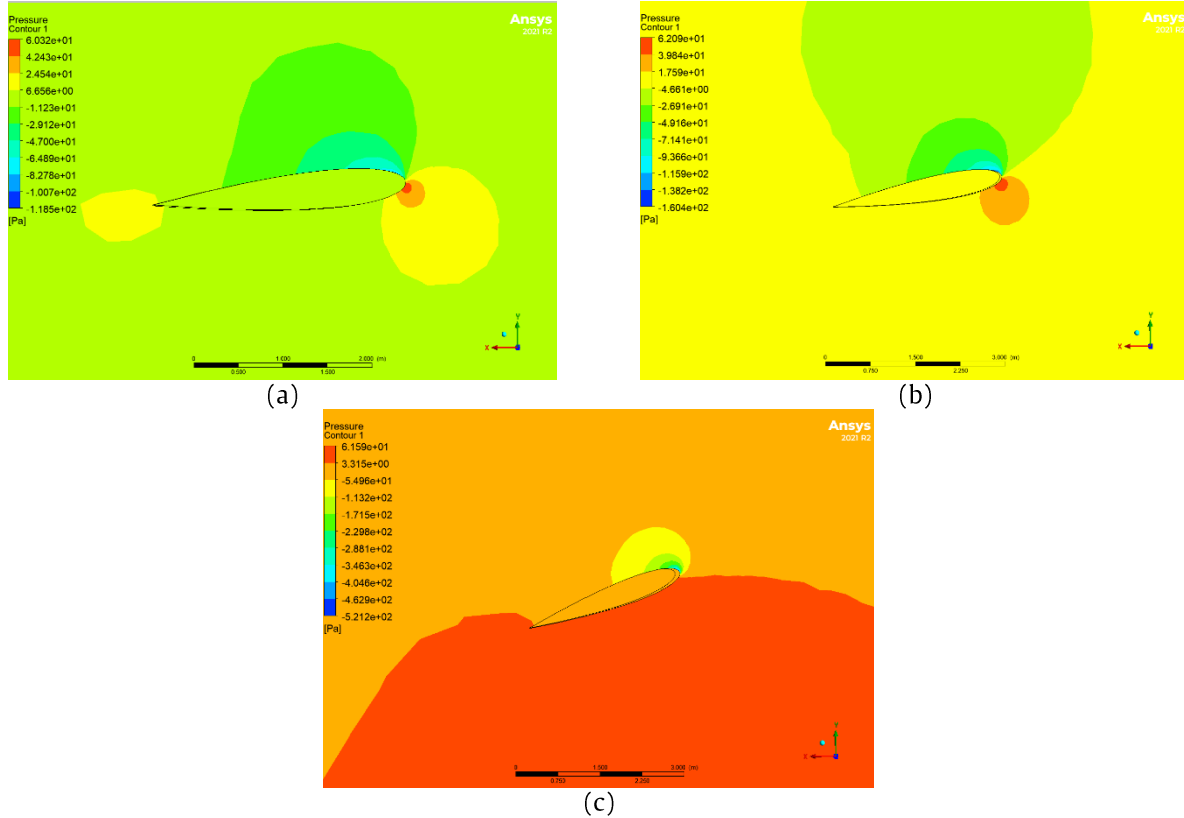 Pressure
Contour 1
6.032e+01
4.243e+01
2.454e+01
6.656e+00
-1.123e+01
-2.912e+01
-4.700e+01
-6.489e+01
-8.278e+01
-1.007e+02
-1.185e+02
[Pa]
Ansys
2021 R2
Y
X
0
1.000
2.000
(m)
0.500
1.500
(a)
Pressure
Contour 1
6.209e+01
3.984e+01
1.759e+01
-4.661e+00
-2.691e+01
-4.916e+01
-7.141e+01
-9.366e+01
-1.159e+02
-1.382e+02
-1.604e+02
[Pa]
Ansys
2021 R2
Y
X
0
1.500
3.000
(m)
0.750
2.250
(b)
Pressure
Contour 1
6.159e+01
3.315e+00
-5.496e+01
-1.132e+02
-1.715e+02
-2.298e+02
-2.881e+02
-3.463e+02
-4.046e+02
-4.629e+02
-5.212e+02
[Pa]
Ansys
2021 R2
Y
X
0
1.500
3.000
(m)
0.750
2.250
(c)